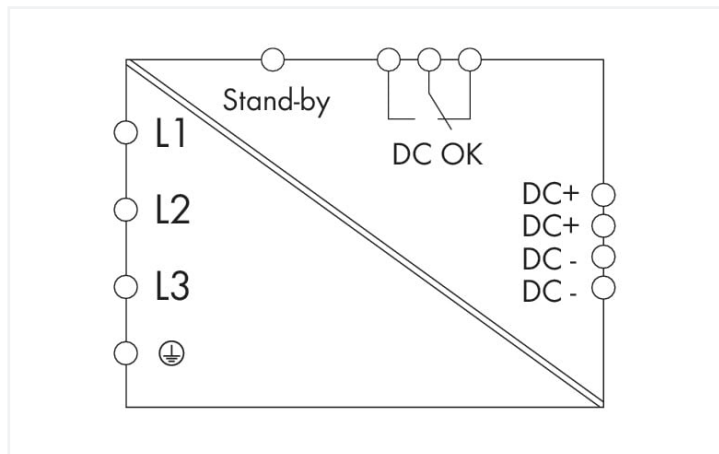 Stand-by
DC OK
L1
L2
L3
DC+
DC+
DC -
DC -